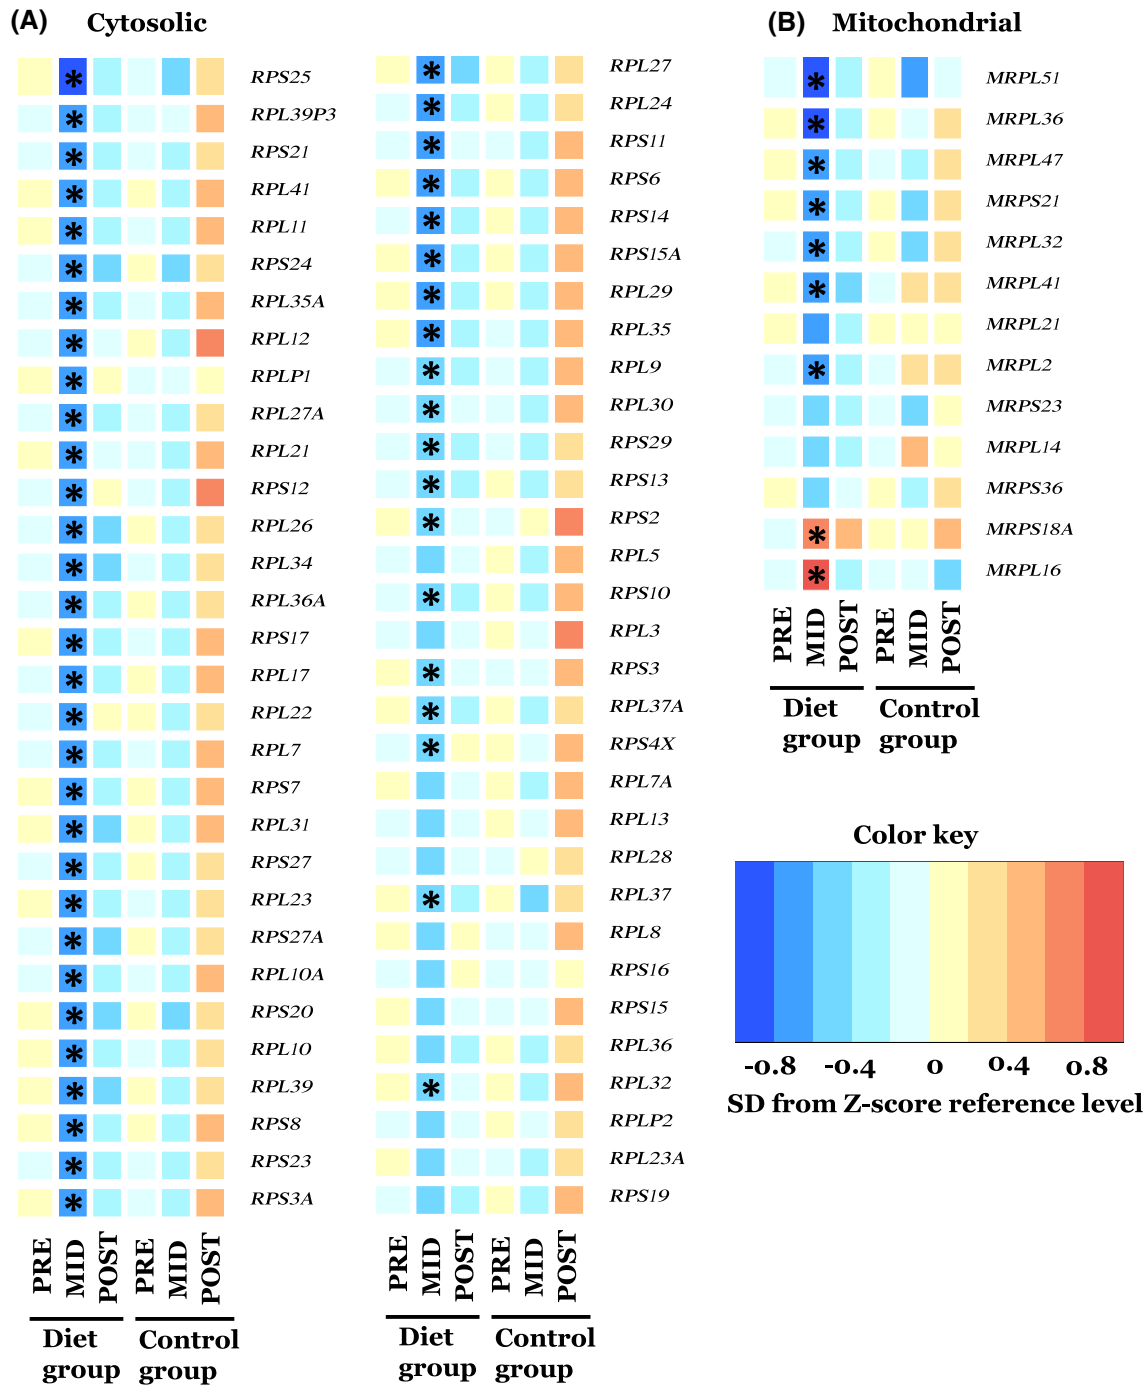 (A) Cytosolic
RPS25
RPL39P3
RPS21
RPL41
RPL11
RPS24
RPL35A
RPL12
RPLP1
RPL27A
RPL21
RPS12
RPL26
RPL34
RPL36A
RPS17
RPL17
RPL22
RPL7
RPS7
RPL31
RPS27
RPL23
RPS27A
RPL10A
RPS20
RPL10
RPL39
RPS8
RPS23
RPS3A
PRE MID POST PRE MID POST
Diet group Control group
RPL27
RPL24
RPS11
RPS6
RPS14
RPS15A
RPL29
RPL35
RPL9
RPL30
RPS29
RPS13
RPS2
RPL5
RPS10
RPL3
RPS3
RPL37A
RPS4X
RPL7A
RPL13
RPL28
RPL37
RPL8
RPS16
RPS15
RPL36
RPL32
RPLP2
RPL23A
RPS19
PRE MID POST PRE MID POST
Diet group Control group
(B) Mitochondrial
MRPL51
MRPL36
MRPL47
MRPS21
MRPL32
MRPL41
MRPL21
MRPL2
MRPS23
MRPL14
MRPS36
MRPS18A
MRPL16
PRE MID POST PRE MID POST
Diet group Control group
Color key
-0.8 -0.4 0 0.4 0.8
SD from Z-score reference level